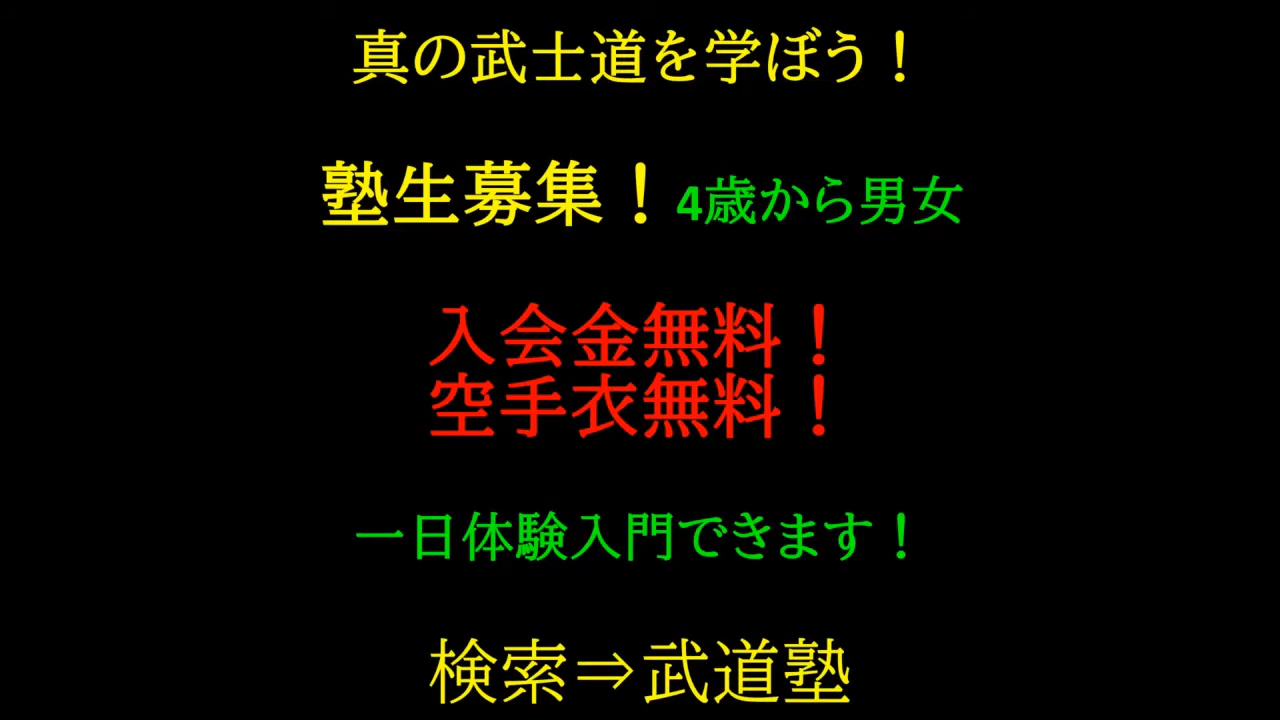 真の武士道を学ぼう！
塾生募集！4歳から男女
入会金無料！
空手衣無料！
一日体験入門できます！
検索⇒武道塾